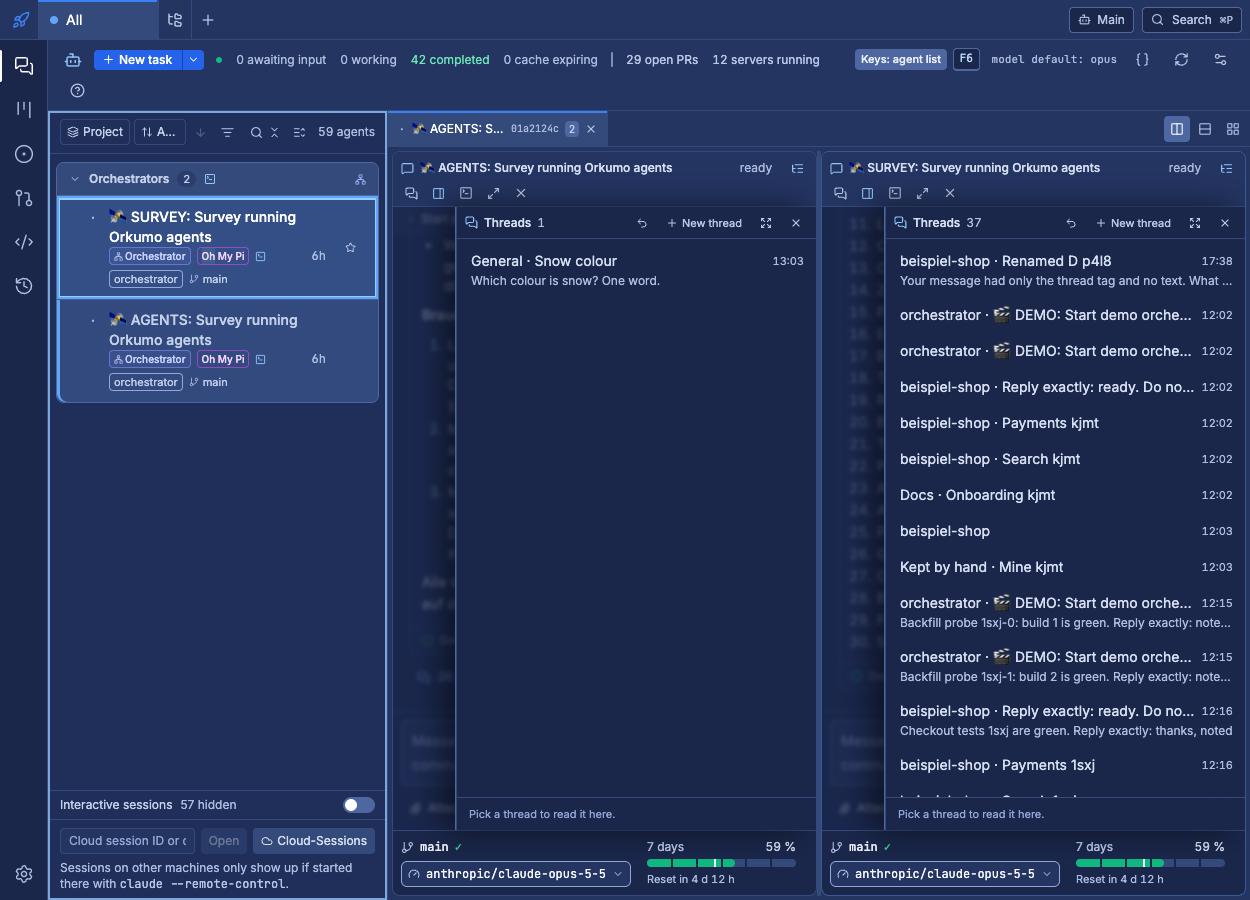 All
Main
Search ⌘P
+ New task
0 awaiting input
0 working
42 completed
0 cache expiring
29 open PRs
12 servers running
Keys: agent list
F6
model default: opus
Project
A...
59 agents
Orchestrators 2
SURVEY: Survey running
Orkumo agents
Orchestrator
Oh My Pi
6h
orchestrator
main
AGENTS: Survey running
Orkumo agents
Orchestrator
Oh My Pi
6h
orchestrator
main
Interactive sessions 57 hidden
Cloud session ID or c
Open
Cloud-Sessions
Sessions on other machines only show up if started
there with claude --remote-control.
AGENTS: S... 01a2124c 2
AGENTS: Survey running Orkumo agents
ready
Threads 1
+ New thread
General · Snow colour 13:03
Which colour is snow? One word.
Pick a thread to read it here.
main ✓
7 days 59 %
anthropic/claude-opus-5-5
Reset in 4 d 12 h
SURVEY: Survey running Orkumo agents
ready
Threads 37
+ New thread
beispiel-shop · Renamed D p4l8 17:38
Your message had only the thread tag and no text. What ...
orchestrator · 🎬 DEMO: Start demo orche... 12:02
orchestrator · 🎬 DEMO: Start demo orche... 12:02
beispiel-shop · Reply exactly: ready. Do no... 12:02
beispiel-shop · Payments kjmt 12:02
beispiel-shop · Search kjmt 12:02
Docs · Onboarding kjmt 12:02
beispiel-shop 12:03
Kept by hand · Mine kjmt 12:03
orchestrator · 🎬 DEMO: Start demo orche... 12:15
Backfill probe 1sxj-0: build 1 is green. Reply exactly: note...
orchestrator · 🎬 DEMO: Start demo orche... 12:15
Backfill probe 1sxj-1: build 2 is green. Reply exactly: note...
beispiel-shop · Reply exactly: ready. Do no... 12:16
Checkout tests 1sxj are green. Reply exactly: thanks, noted
beispiel-shop · Payments 1sxj 12:16
Pick a thread to read it here.
main ✓
7 days 59 %
anthropic/claude-opus-5-5
Reset in 4 d 12 h